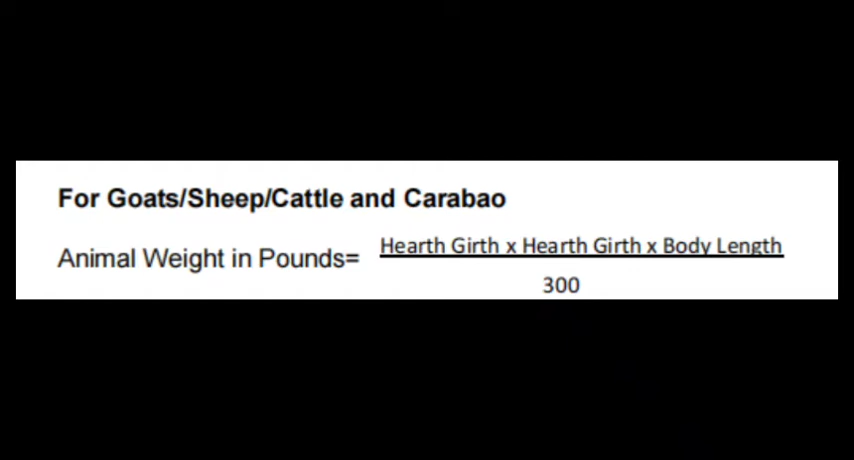 For Goats/Sheep/Cattle and Carabao
Animal Weight in Pounds= Hearth Girth x Hearth Girth x Body Length
300